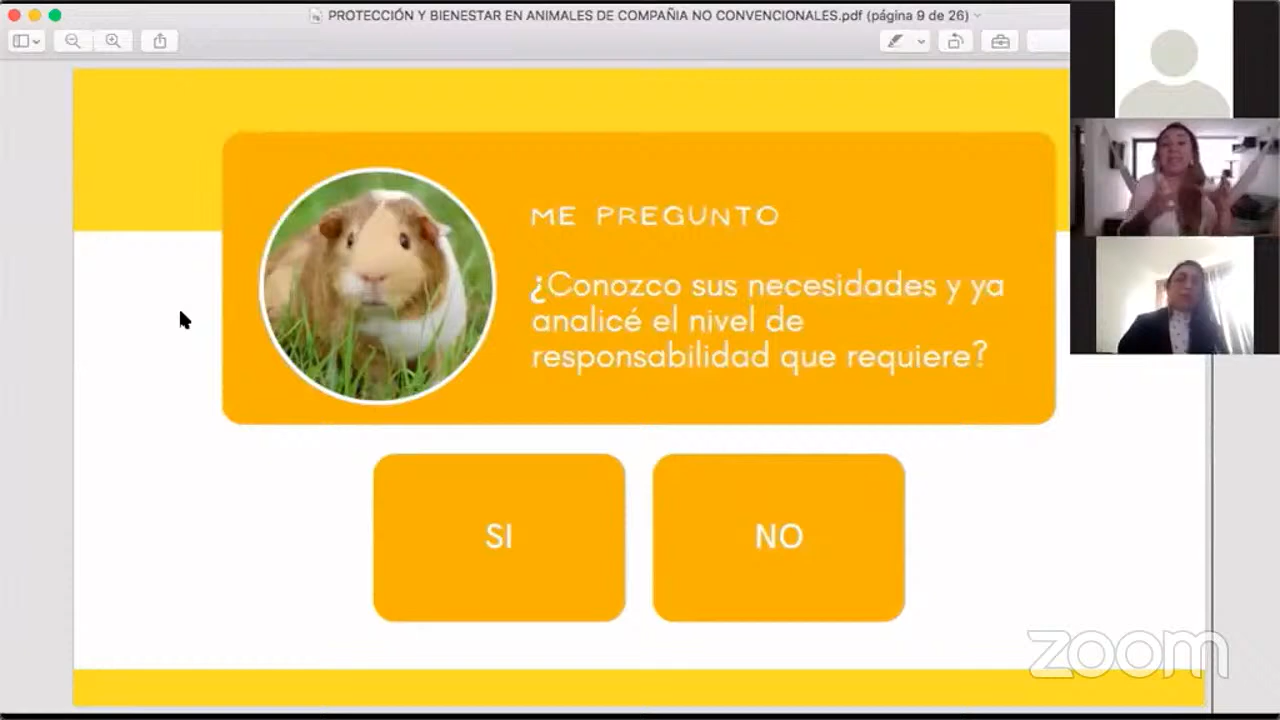 PROTECCIÓN Y BIENESTAR EN ANIMALES DE COMPAÑIA NO CONVENCIONALES.pdf (página 9 de 26)
ME PREGUNTO
¿Conozco sus necesidades y ya
analicé el nivel de
responsabilidad que requiere?
SI
NO
zoom